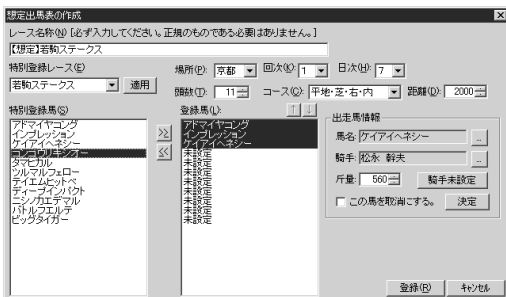 想定出馬表の作成
レース名称(N) [必ず入力してください。正規のものである必要はありません。]
【想定】若駒ステークス
特別登録レース(E)
若駒ステークス 適用
場所(P): 京都 回次(K): 1 日次(H): 7
頭数(T): 11 コース(C): 平地・芝・右・内 距離(D): 2000
特別登録馬(S)
アドマイヤコング
インプレッション
ケイアイヘネシー
コンゴウリキシオー
タマヒカル
ツルマルフェロー
テイエムヒットベ
ディープインパクト
ニシノカエデマル
バトルフエルテ
ビッグタイガー
>>
<<
登録馬(L):
↑ ↓
アドマイヤコング
インプレッション
ケイアイヘネシー
未設定
未設定
未設定
未設定
未設定
未設定
未設定
未設定
出走馬情報
馬名: ケイアイヘネシー ..
騎手: 松永 幹夫 ..
斤量: 560 騎手未設定
この馬を取消にする。 決定
登録(R) キャンセル